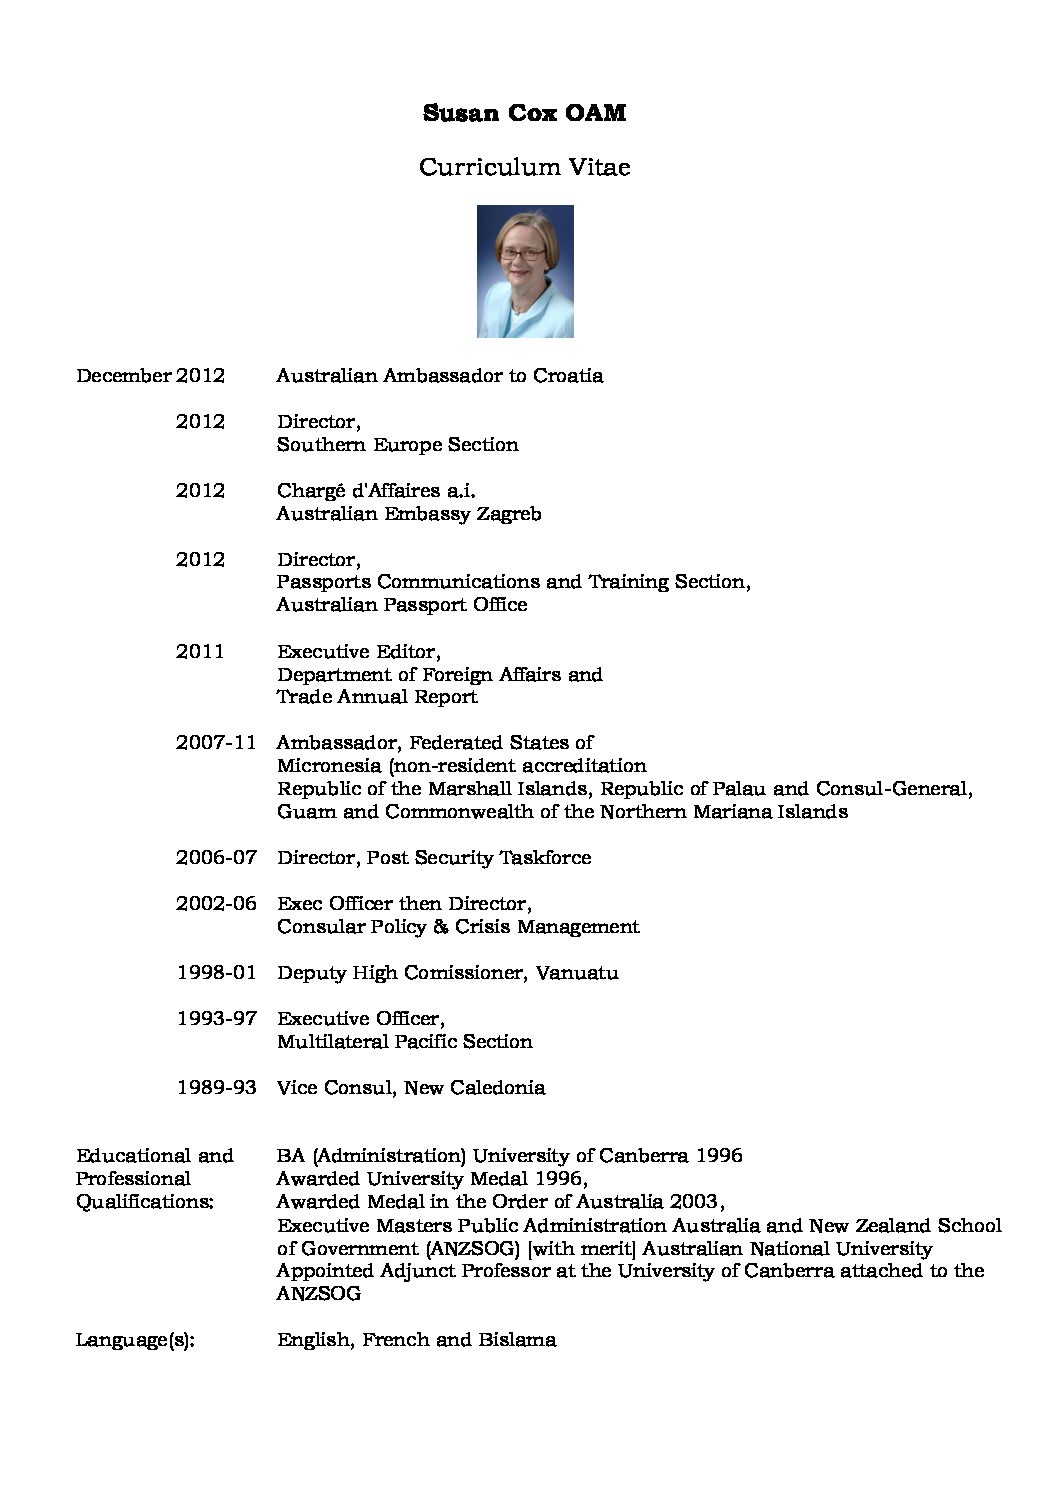 Susan Cox OAM
Curriculum Vitae
December 2012 Australian Ambassador to Croatia
2012 Director,
Southern Europe Section
2012 Chargé d'Affaires a.i.
Australian Embassy Zagreb
2012 Director,
Passports Communications and Training Section,
Australian Passport Office
2011 Executive Editor,
Department of Foreign Affairs and
Trade Annual Report
2007-11 Ambassador, Federated States of
Micronesia (non-resident accreditation
Republic of the Marshall Islands, Republic of Palau and Consul-General,
Guam and Commonwealth of the Northern Mariana Islands
2006-07 Director, Post Security Taskforce
2002-06 Exec Officer then Director,
Consular Policy & Crisis Management
1998-01 Deputy High Comissioner, Vanuatu
1993-97 Executive Officer,
Multilateral Pacific Section
1989-93 Vice Consul, New Caledonia
Educational and BA (Administration) University of Canberra 1996
Professional Awarded University Medal 1996,
Qualifications: Awarded Medal in the Order of Australia 2003,
Executive Masters Public Administration Australia and New Zealand School
of Government (ANZSOG) [with merit] Australian National University
Appointed Adjunct Professor at the University of Canberra attached to the
ANZSOG
Language(s): English, French and Bislama